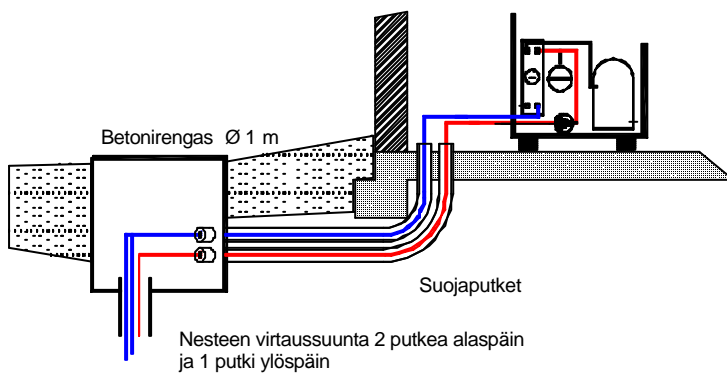 Betonirengas Ø 1 m
Suojaputket
Nesteen virtaussuunta 2 putkea alaspäin
ja 1 putki ylöspäin